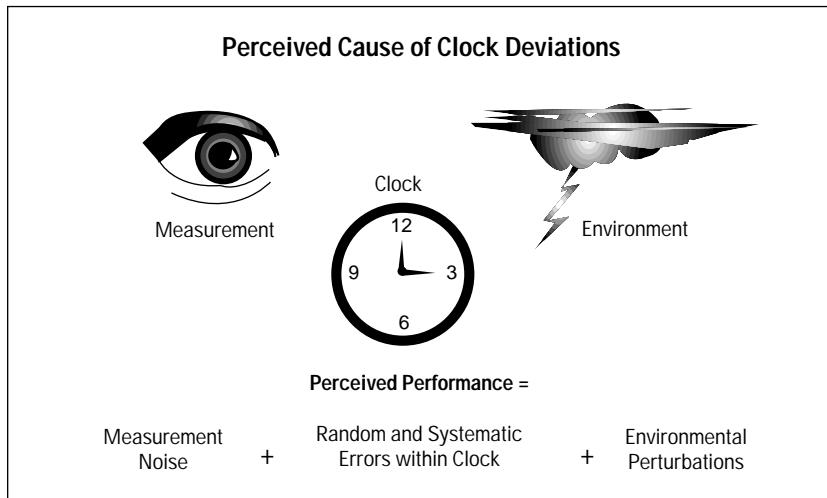 Perceived Cause of Clock Deviations
Clock
Measurement
Environment
12
9
3
6
Perceived Performance =
Measurement
Noise
+
Random and Systematic
Errors within Clock
+
Environmental
Perturbations